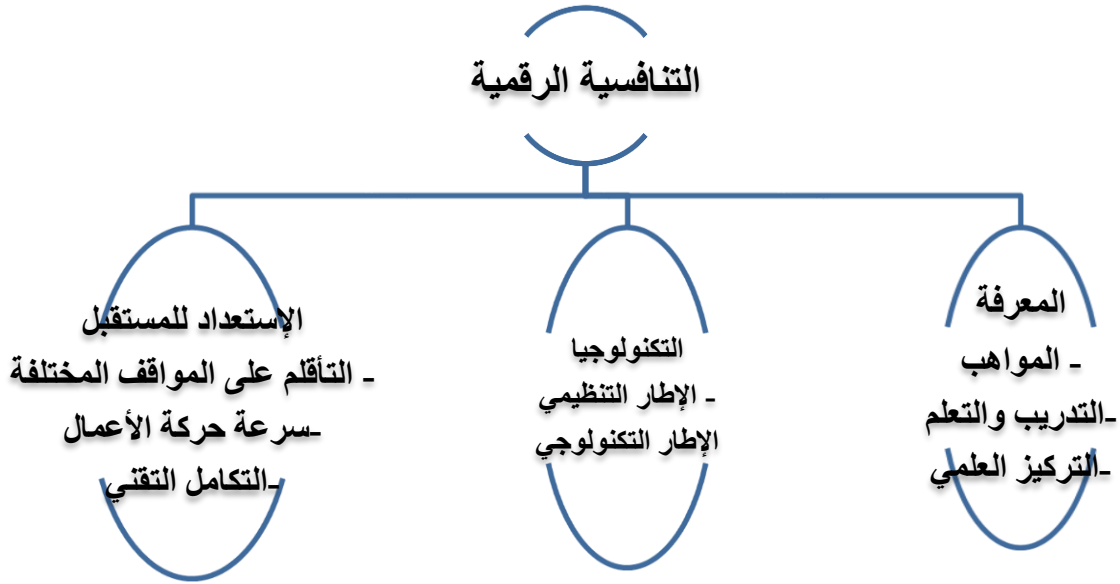 التنافسية الرقمية
المعرفة
- المواهب
-التدريب والتعلم
-التركيز العلمي
التكنولوجيا
- الإطار التنظيمي
الإطار التكنولوجي
الإستعداد للمستقبل
- التأقلم على المواقف المختلفة
-سرعة حركة الأعمال
-التكامل التقني